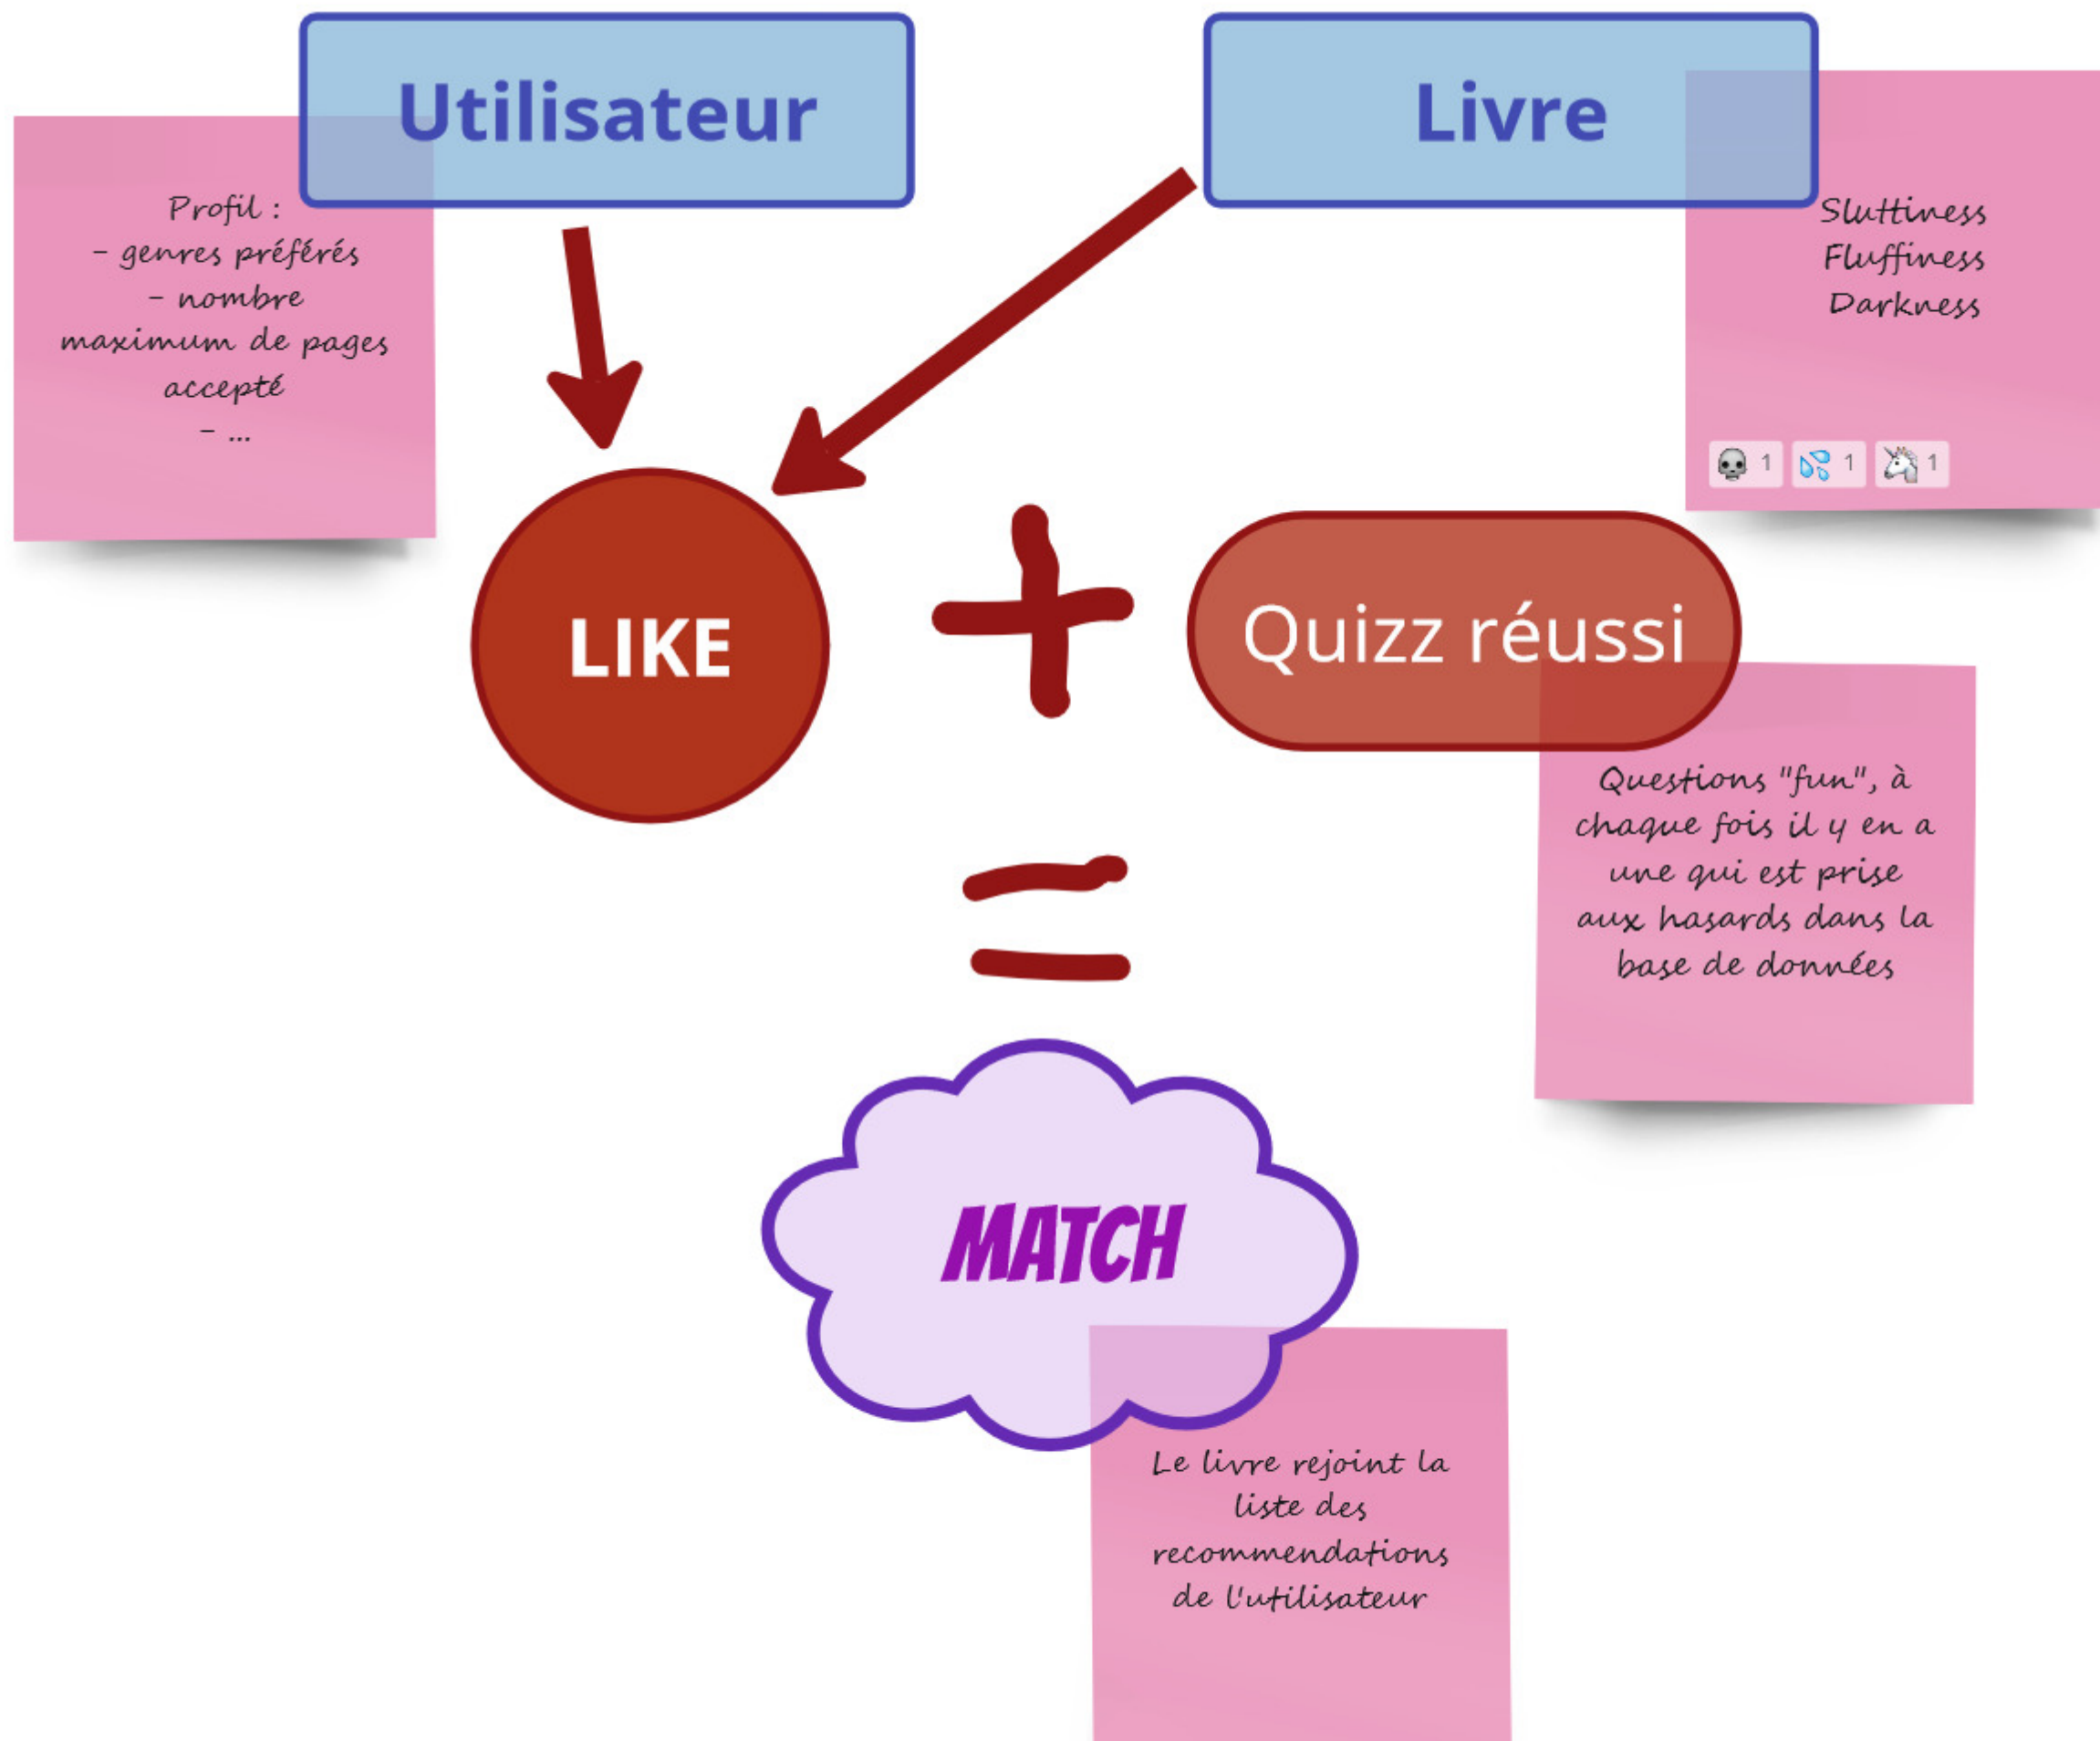 Utilisateur
Livre
Profil :
- genres préférés
- nombre
maximum de pages
accepté
- ...
Sluttiness
Fluffiness
Darkness
1
1
1
LIKE
Quizz réussi
Questions "fun", à
chaque fois il y en a
une qui est prise
aux hasards dans la
base de données
MATCH
Le livre rejoint la
liste des
recommendations
de l'utilisateur